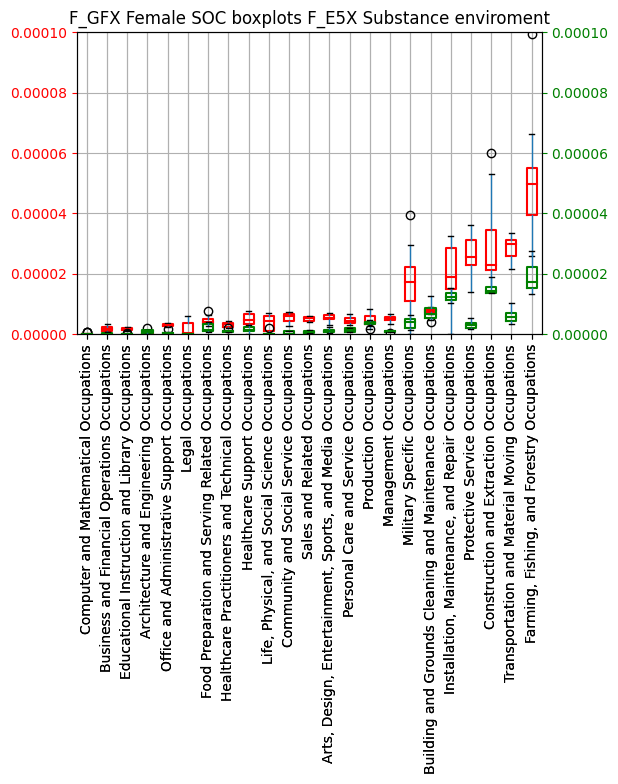 F_GFX Female SOC boxplots F_E5X Substance enviroment
0.00010
0.00008
0.00006
0.00004
0.00002
0.00000
0.00010
0.00008
0.00006
0.00004
0.00002
0.00000
Computer and Mathematical Occupations
Business and Financial Operations Occupations
Educational Instruction and Library Occupations
Architecture and Engineering Occupations
Office and Administrative Support Occupations
Legal Occupations
Food Preparation and Serving Related Occupations
Healthcare Practitioners and Technical Occupations
Healthcare Support Occupations
Life, Physical, and Social Science Occupations
Community and Social Service Occupations
Sales and Related Occupations
Arts, Design, Entertainment, Sports, and Media Occupations
Personal Care and Service Occupations
Production Occupations
Management Occupations
Military Specific Occupations
Building and Grounds Cleaning and Maintenance Occupations
Installation, Maintenance, and Repair Occupations
Protective Service Occupations
Construction and Extraction Occupations
Transportation and Material Moving Occupations
Farming, Fishing, and Forestry Occupations